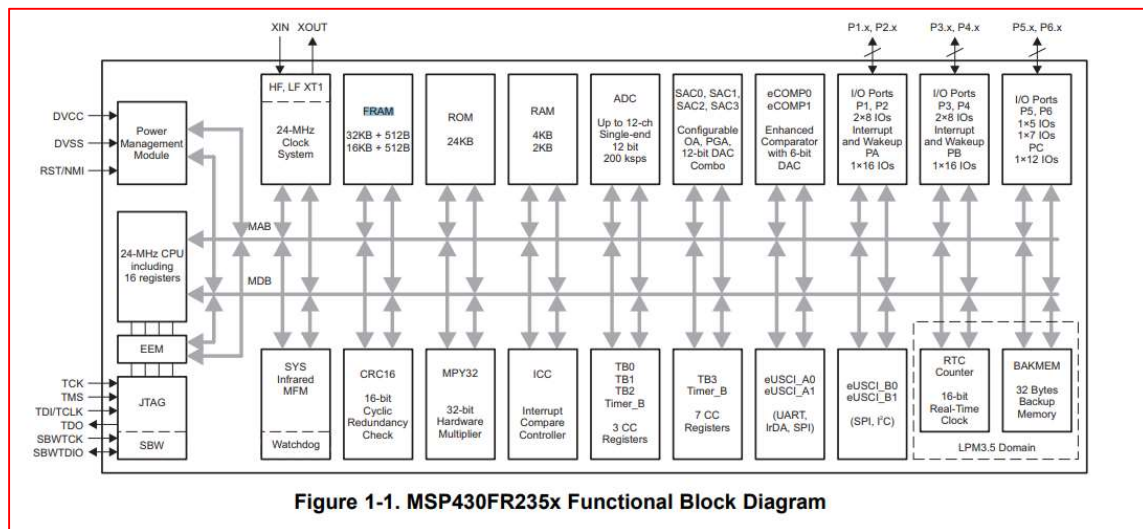 XIN XOUT
P1.x, P2.x
P3.x, P4.x
P5.x, P6.x
DVCC
DVSS
RST/NMI
Power
Management
Module
HF, LF XT1
24-MHz
Clock
System
FRAM
32KB + 512B
16KB + 512B
ROM
24KB
RAM
4KB
2KB
ADC
Up to 12-ch
Single-end
12 bit
200 ksps
SAC0, SAC1,
SAC2, SAC3
Configurable
OA, PGA,
12-bit DAC
Combo
eCOMP0
eCOMP1
Enhanced
Comparator
with 6-bit
DAC
I/O Ports
P1, P2
2×8 IOs
Interrupt
and Wakeup
PA
1×16 IOs
I/O Ports
P3, P4
2×8 IOs
Interrupt
and Wakeup
PB
1×16 IOs
I/O Ports
P5, P6
1×5 IOs
1×7 IOs
PC
1×12 IOs
MAB
MDB
24-MHz CPU
including
16 registers
EEM
TCK
TMS
TDI/TCLK
TDO
SBWTCK
SBWTDIO
JTAG
SBW
SYS
Infrared
MFM
Watchdog
CRC16
16-bit
Cyclic
Redundancy
Check
MPY32
32-bit
Hardware
Multiplier
ICC
Interrupt
Compare
Controller
TB0
TB1
TB2
Timer_B
3 CC
Registers
TB3
Timer_B
7 CC
Registers
eUSCI_A0
eUSCI_A1
(UART,
IrDA, SPI)
eUSCI_B0
eUSCI_B1
(SPI, I²C)
RTC
Counter
16-bit
Real-Time
Clock
BAKMEM
32 Bytes
Backup
Memory
LPM3.5 Domain
Figure 1-1. MSP430FR235x Functional Block Diagram